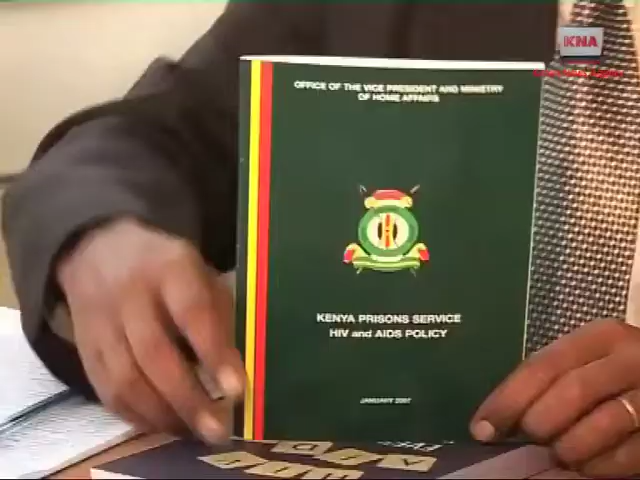 KNA
OFFICE OF THE VICE PRESIDENT AND MINISTRY
OF HOME AFFAIRS
KENYA PRISONS SERVICE
HIV and AIDS POLICY
JANUARY 2007